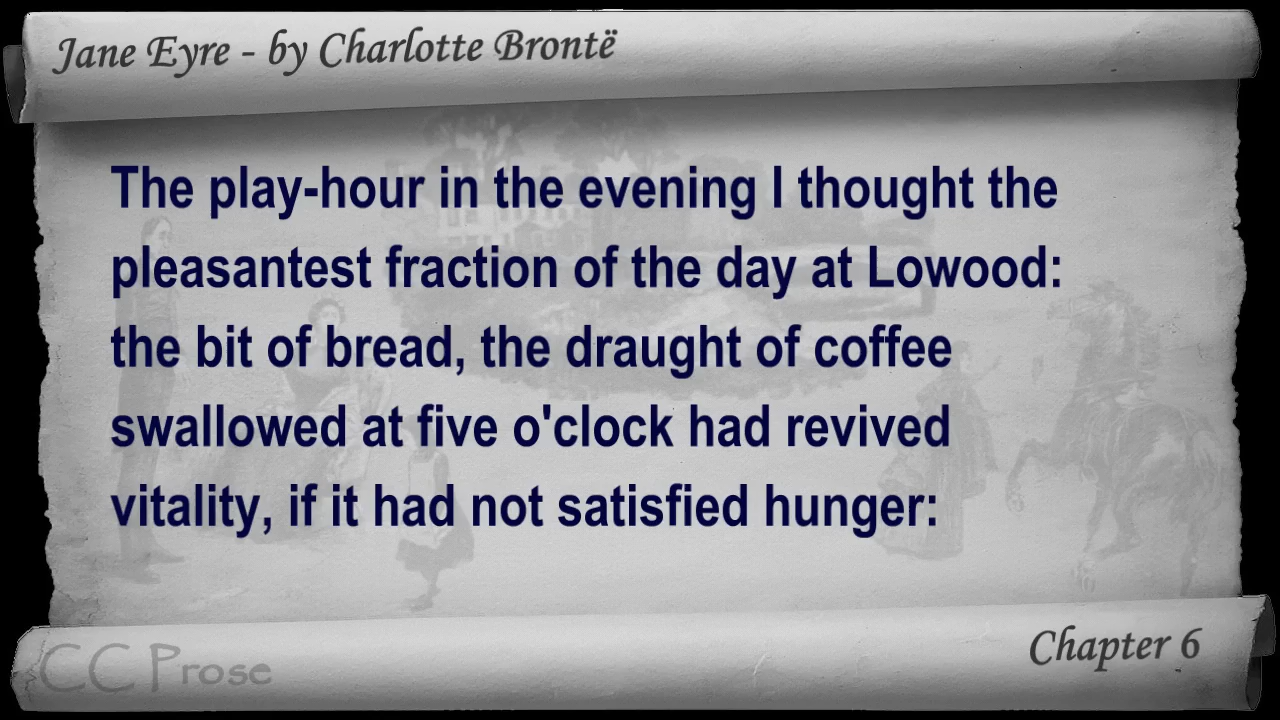 Jane Eyre - by Charlotte Brontë
The play-hour in the evening I thought the
pleasantest fraction of the day at Lowood:
the bit of bread, the draught of coffee
swallowed at five o'clock had revived
vitality, if it had not satisfied hunger:
Chapter 6
CC Prose